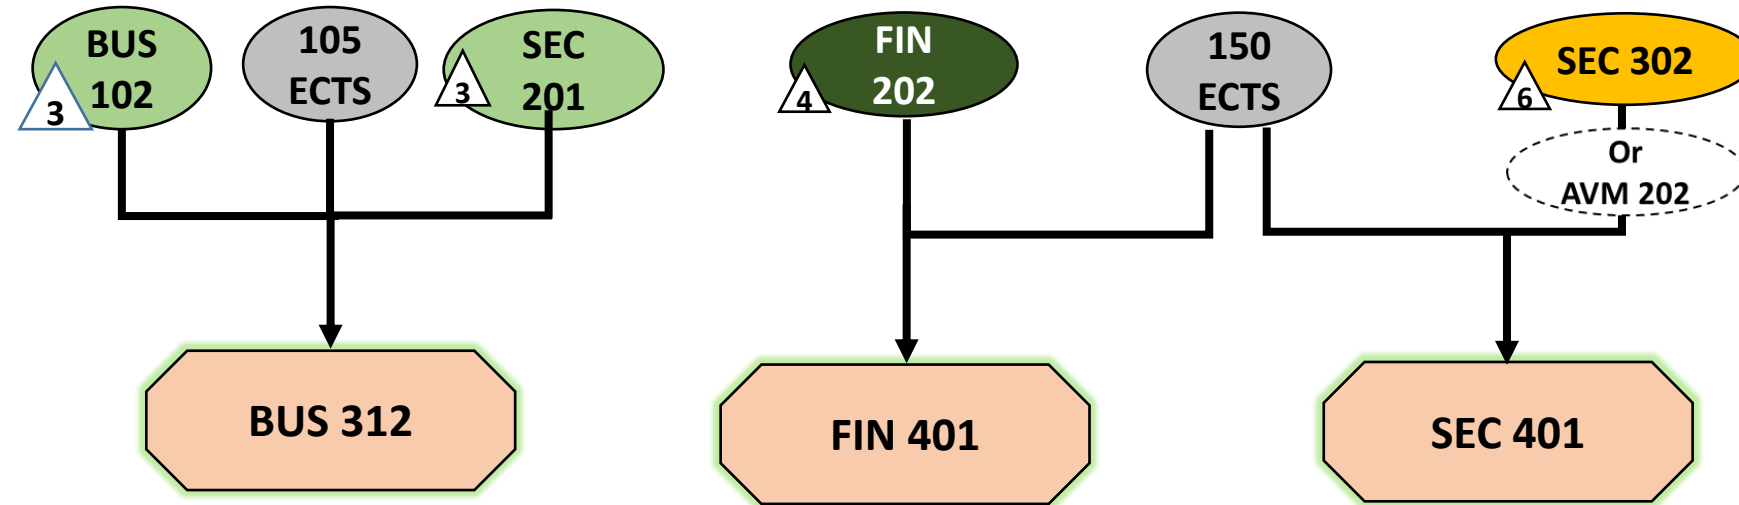 BUS
102
3
105
ECTS
SEC
201
3
FIN
202
4
150
ECTS
SEC 302
6
Or
AVM 202
BUS 312
FIN 401
SEC 401